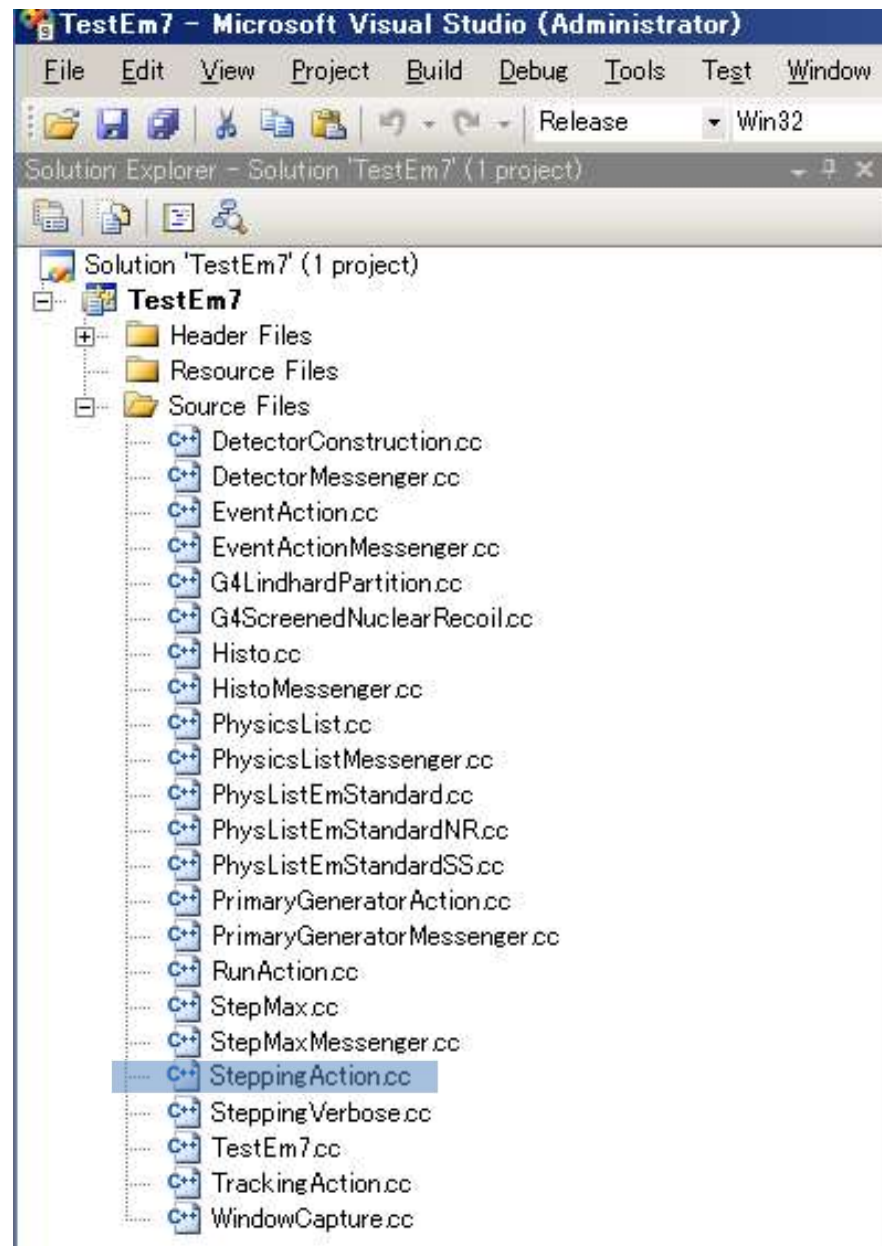 TestEm7 - Microsoft Visual Studio (Administrator)
File Edit View Project Build Debug Tools Test Window
Release Win32
Solution Explorer - Solution 'TestEm7' (1 project)
Solution 'TestEm7' (1 project)
TestEm7
Header Files
Resource Files
Source Files
DetectorConstruction.cc
DetectorMessenger.cc
EventAction.cc
EventActionMessenger.cc
G4LindhardPartition.cc
G4ScreenedNuclearRecoil.cc
Histo.cc
HistoMessenger.cc
PhysicsList.cc
PhysicsListMessenger.cc
PhysListEmStandard.cc
PhysListEmStandardNR.cc
PhysListEmStandardSS.cc
PrimaryGeneratorAction.cc
PrimaryGeneratorMessenger.cc
RunAction.cc
StepMax.cc
StepMaxMessenger.cc
SteppingAction.cc
SteppingVerbose.cc
TestEm7.cc
TrackingAction.cc
WindowCapture.cc